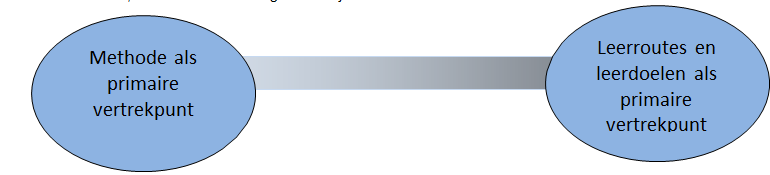 Methode als
primaire
vertrekpunt
Leerroutes en
leerdoelen als
primaire
vertrekpunt